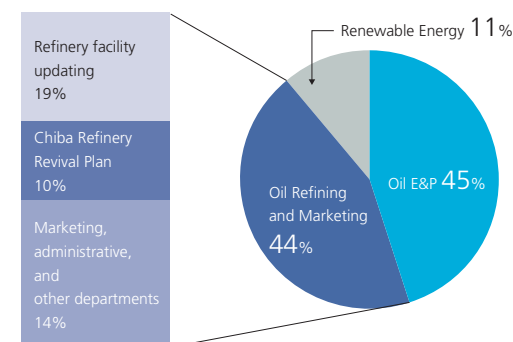 Refinery facility
updating
19%
Chiba Refinery
Revival Plan
10%
Marketing,
administrative,
and
other departments
14%
Renewable Energy 11%
Oil E&P 45%
Oil Refining
and Marketing
44%